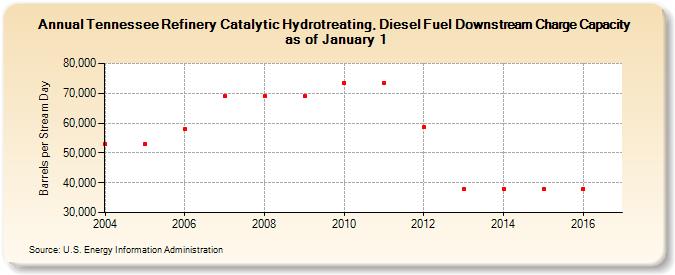 Annual Tennessee Refinery Catalytic Hydrotreating, Diesel Fuel Downstream Charge Capacity
as of January 1
Barrels per Stream Day
80,000
70,000
60,000
50,000
40,000
30,000
2004 2006 2008 2010 2012 2014 2016
Source: U.S. Energy Information Administration